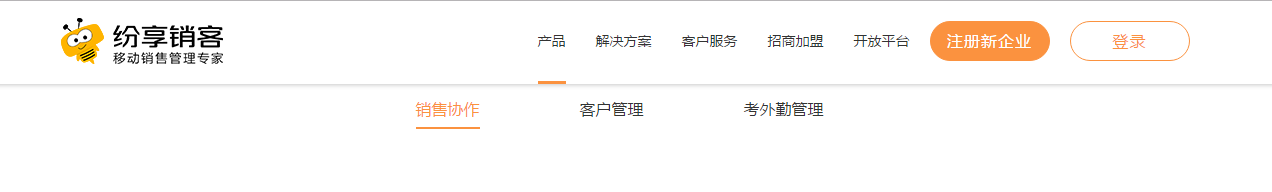 纷享销客
移动销售管理专家
产品 解决方案 客户服务 招商加盟 开放平台 注册新企业 登录
销售协作 客户管理 考外勤管理